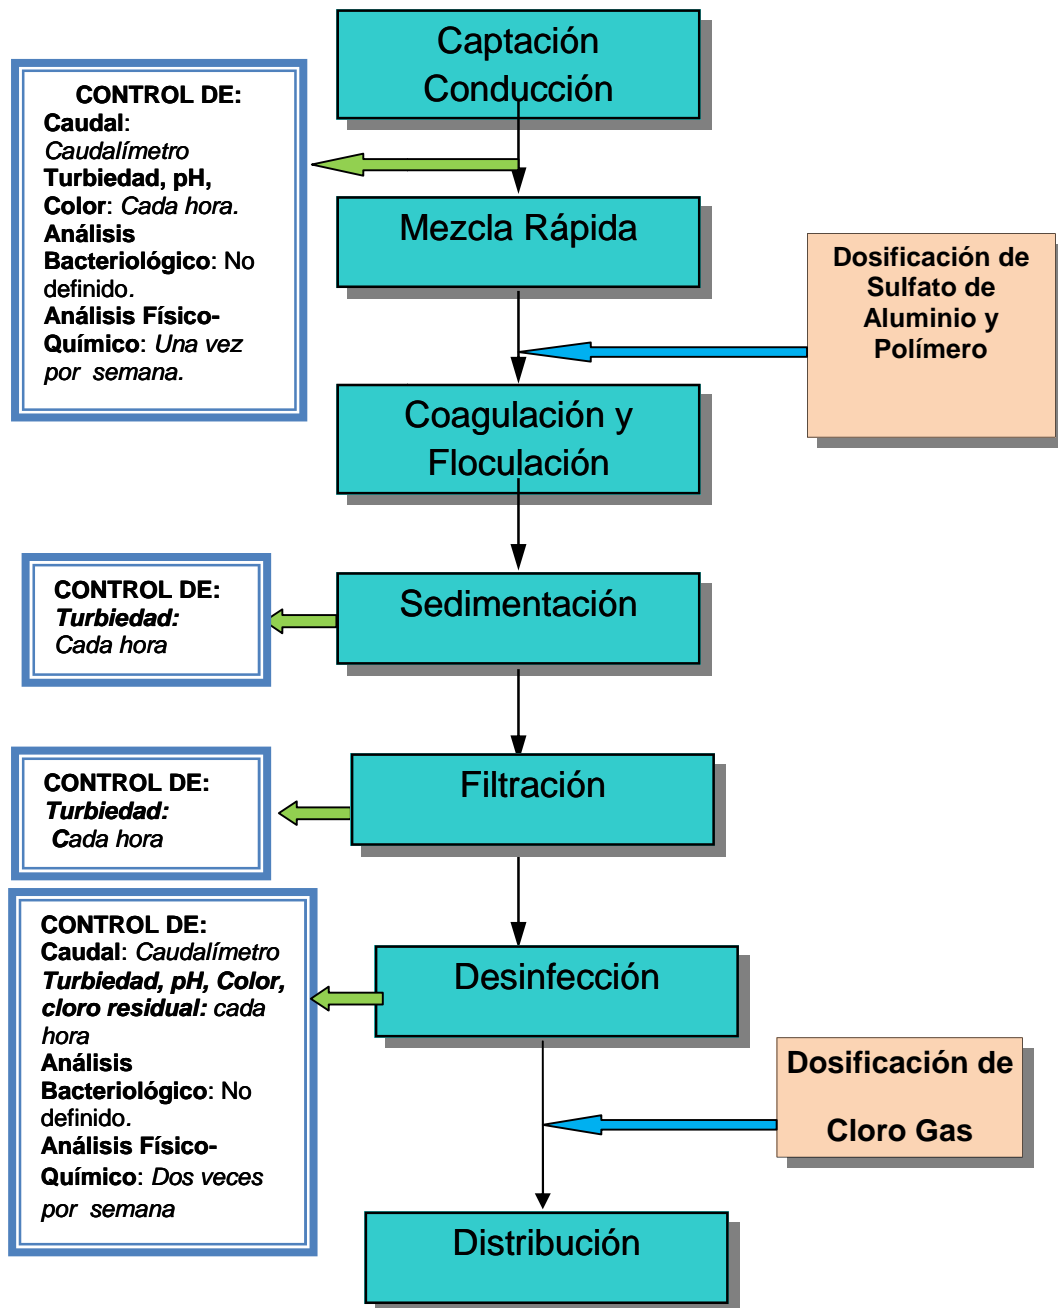 Captación
Conducción
CONTROL DE:
Caudal:
Caudalímetro
Turbiedad, pH,
Color: Cada hora.
Análisis
Bacteriológico: No
definido.
Análisis Físico-
Químico: Una vez
por semana.
Mezcla Rápida
Dosificación de
Sulfato de
Aluminio y
Polímero
Coagulación y
Floculación
CONTROL DE:
Turbiedad:
Cada hora
Sedimentación
CONTROL DE:
Turbiedad:
Cada hora
Filtración
CONTROL DE:
Caudal: Caudalímetro
Turbiedad, pH, Color,
cloro residual: cada
hora
Análisis
Bacteriológico: No
definido.
Análisis Físico-
Químico: Dos veces
por semana
Desinfección
Dosificación de
Cloro Gas
Distribución